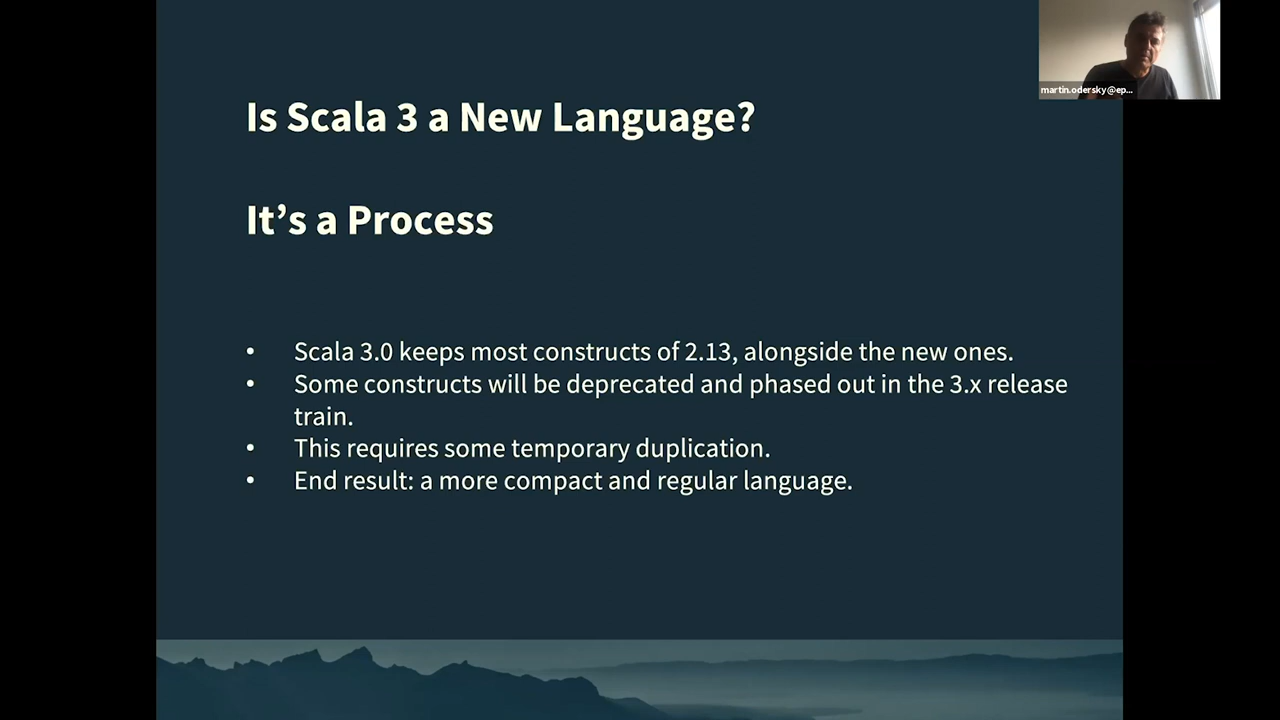 martin.odersky@ep...
Is Scala 3 a New Language?
It’s a Process
• Scala 3.0 keeps most constructs of 2.13, alongside the new ones.
• Some constructs will be deprecated and phased out in the 3.x release
train.
• This requires some temporary duplication.
• End result: a more compact and regular language.